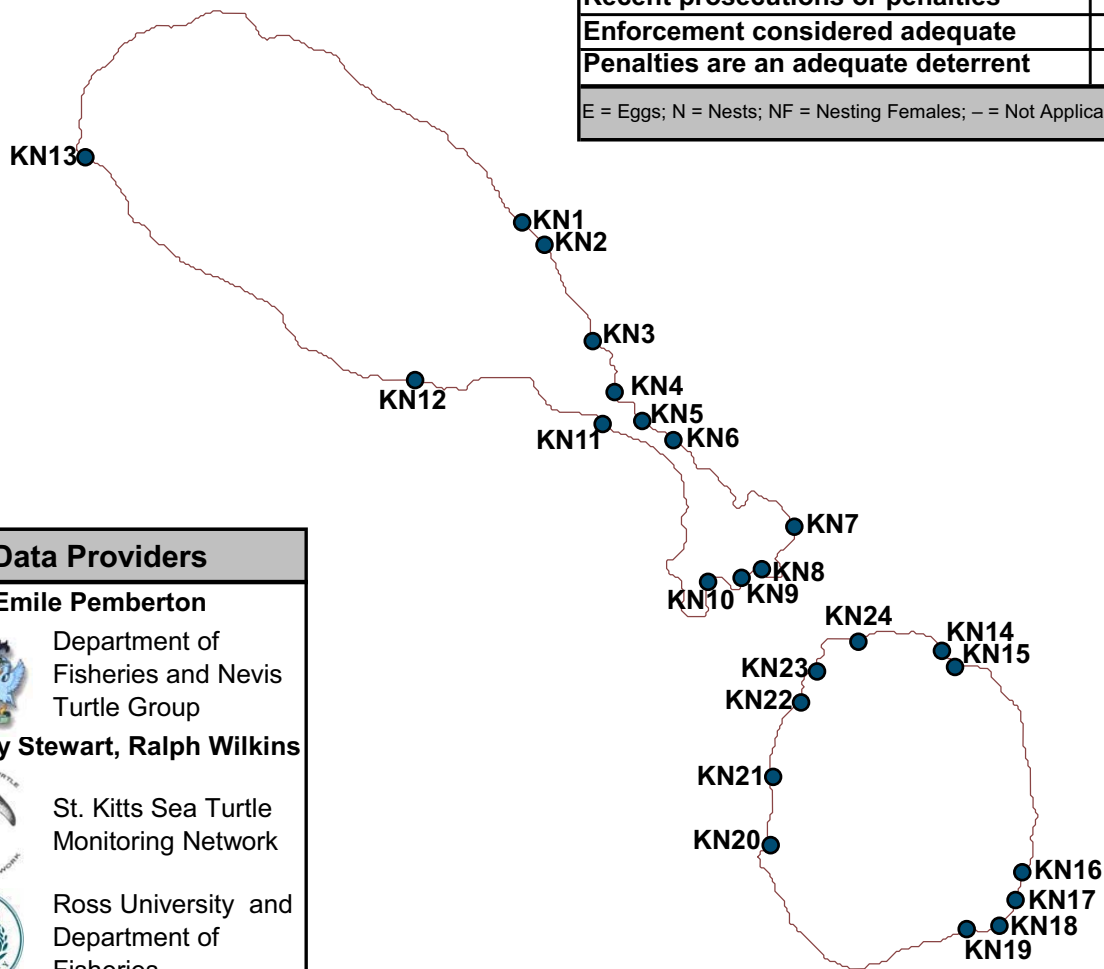 Recent prosecutions or penalties
Enforcement considered adequate
Penalties are an adequate deterrent
E = Eggs; N = Nests; NF = Nesting Females; – = Not Applica
KN13
KN1
KN2
KN3
KN4
KN12
KN5
KN11
KN6
KN7
KN8
KN9
KN10
KN24
KN14
KN15
KN23
KN22
KN21
KN20
KN16
KN17
KN18
KN19
Data Providers
Emile Pemberton
Department of
Fisheries and Nevis
Turtle Group
y Stewart, Ralph Wilkins
St. Kitts Sea Turtle
Monitoring Network
Ross University and
Department of
Fisheries